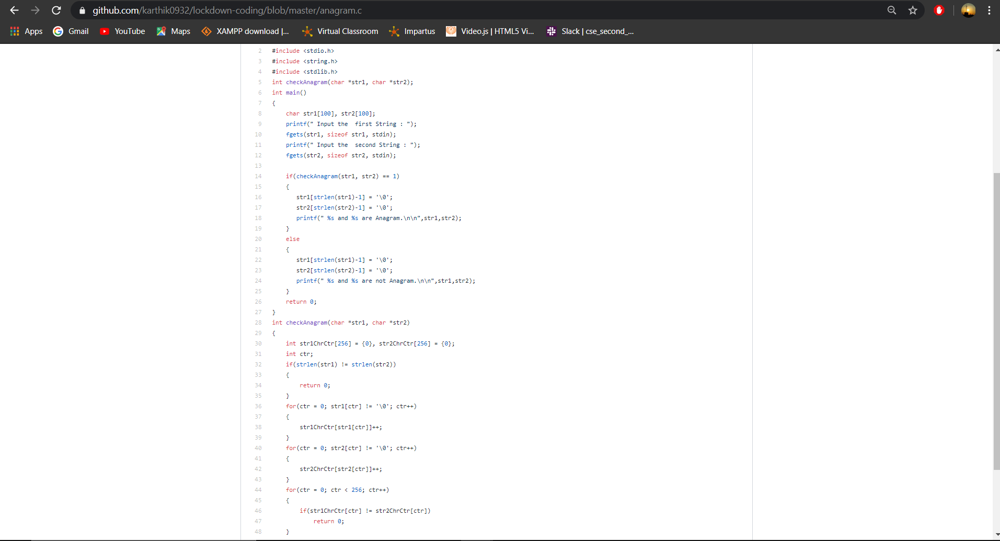 github.com/karthik0932/lockdown-coding/blob/master/anagram.c
Apps Gmail YouTube Maps XAMPP download |... Virtual Classroom Impartus Video.js | HTML5 Vi... Slack | cse_second_...
2 #include <stdio.h>
3 #include <string.h>
4 #include <stdlib.h>
5 int checkAnagram(char *str1, char *str2);
6 int main()
7 {
8     char str1[100], str2[100];
9     printf(" Input the  first String : ");
10     fgets(str1, sizeof str1, stdin);
11     printf(" Input the  second String : ");
12     fgets(str2, sizeof str2, stdin);
13
14     if(checkAnagram(str1, str2) == 1)
15     {
16        str1[strlen(str1)-1] = '\0';
17        str2[strlen(str2)-1] = '\0';
18        printf(" %s and %s are Anagram.\n\n",str1,str2);
19     }
20     else
21     {
22        str1[strlen(str1)-1] = '\0';
23        str2[strlen(str2)-1] = '\0';
24        printf(" %s and %s are not Anagram.\n\n",str1,str2);
25     }
26     return 0;
27 }
28 int checkAnagram(char *str1, char *str2)
29 {
30     int str1ChrCtr[256] = {0}, str2ChrCtr[256] = {0};
31     int ctr;
32     if(strlen(str1) != strlen(str2))
33     {
34         return 0;
35     }
36     for(ctr = 0; str1[ctr] != '\0'; ctr++)
37     {
38         str1ChrCtr[str1[ctr]]++;
39     }
40     for(ctr = 0; str2[ctr] != '\0'; ctr++)
41     {
42         str2ChrCtr[str2[ctr]]++;
43     }
44     for(ctr = 0; ctr < 256; ctr++)
45     {
46         if(str1ChrCtr[ctr] != str2ChrCtr[ctr])
47             return 0;
48     }